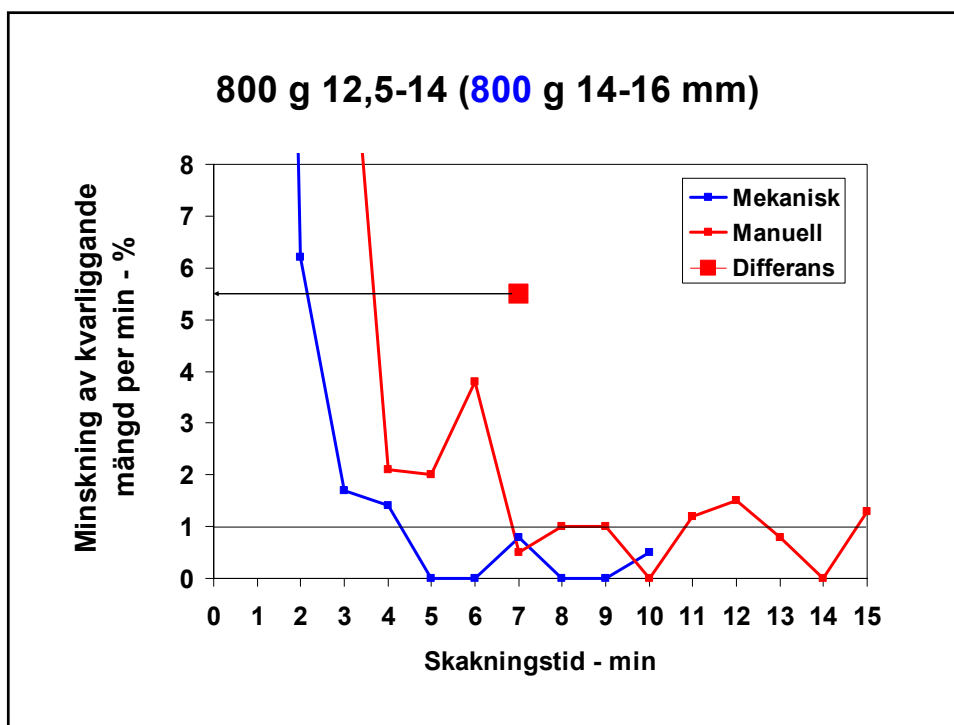 800 g 12,5-14 (800 g 14-16 mm)
Minskning av kvarliggande
mängd per min - %
8
7
6
5
4
3
2
1
0
Mekanisk
Manuell
Differans
0 1 2 3 4 5 6 7 8 9 10 11 12 13 14 15
Skakningstid - min